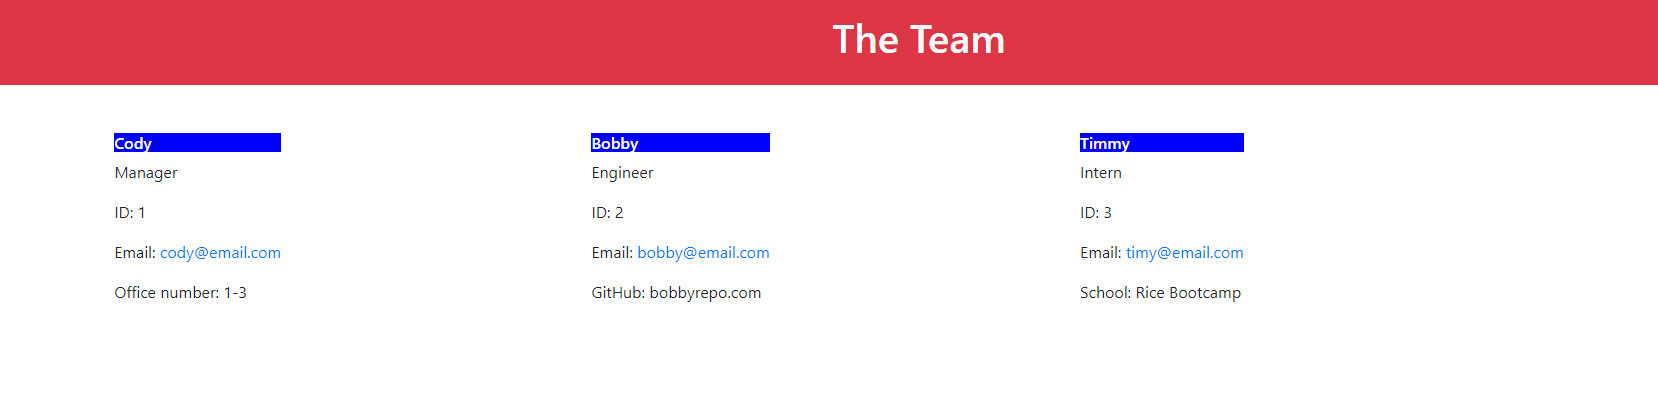 The Team
Cody
Manager
ID: 1
Email: cody@email.com
Office number: 1-3
Bobby
Engineer
ID: 2
Email: bobby@email.com
GitHub: bobbyrepo.com
Timmy
Intern
ID: 3
Email: timy@email.com
School: Rice Bootcamp